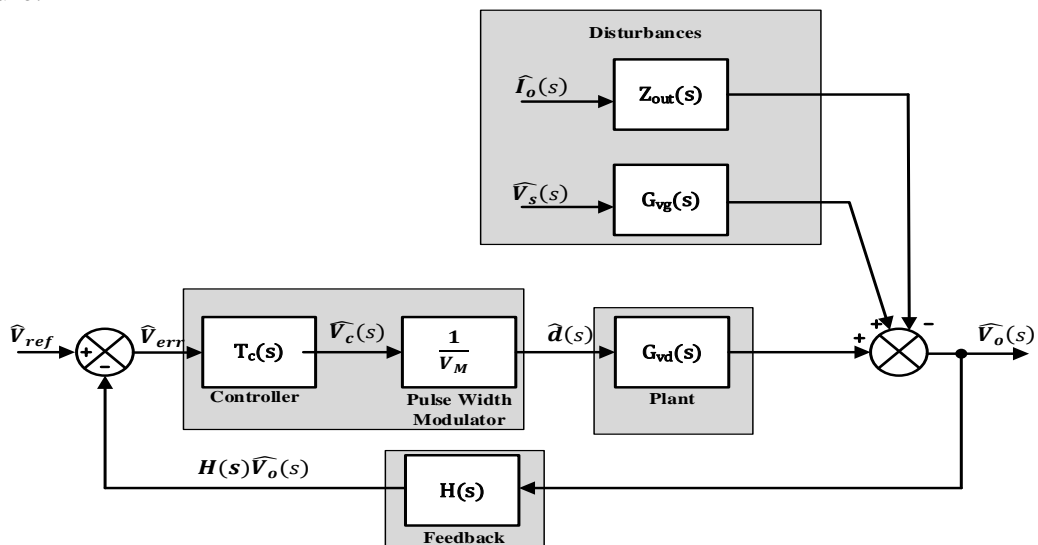 Disturbances
Î_o(s)
Z_out(s)
V̂_s(s)
G_vg(s)
V̂_ref
+
-
V̂_err
T_c(s)
Controller
V̂_c(s)
1
V_M
Pulse Width
Modulator
d̂(s)
G_vd(s)
Plant
+
+
-
V̂_o(s)
H(s)V̂_o(s)
H(s)
Feedback